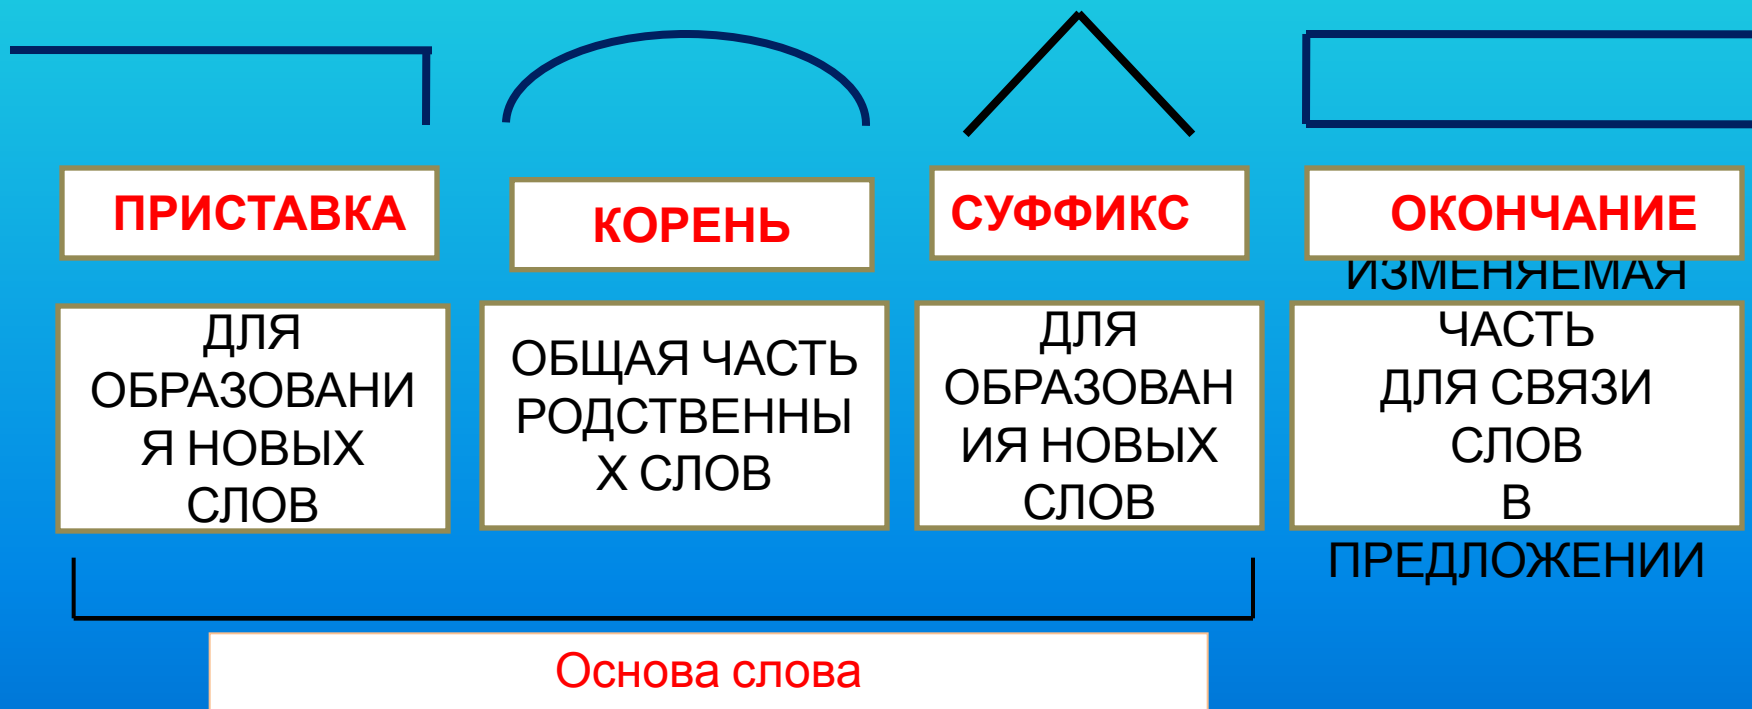 ПРИСТАВКА
КОРЕНЬ
СУФФИКС
ОКОНЧАНИЕ
ДЛЯ
ОБРАЗОВАНИ
Я НОВЫХ
СЛОВ
ОБЩАЯ ЧАСТЬ
РОДСТВЕННЫ
Х СЛОВ
ДЛЯ
ОБРАЗОВАН
ИЯ НОВЫХ
СЛОВ
ИЗМЕНЯЕМАЯ
ЧАСТЬ
ДЛЯ СВЯЗИ
СЛОВ
В
ПРЕДЛОЖЕНИИ
Основа слова